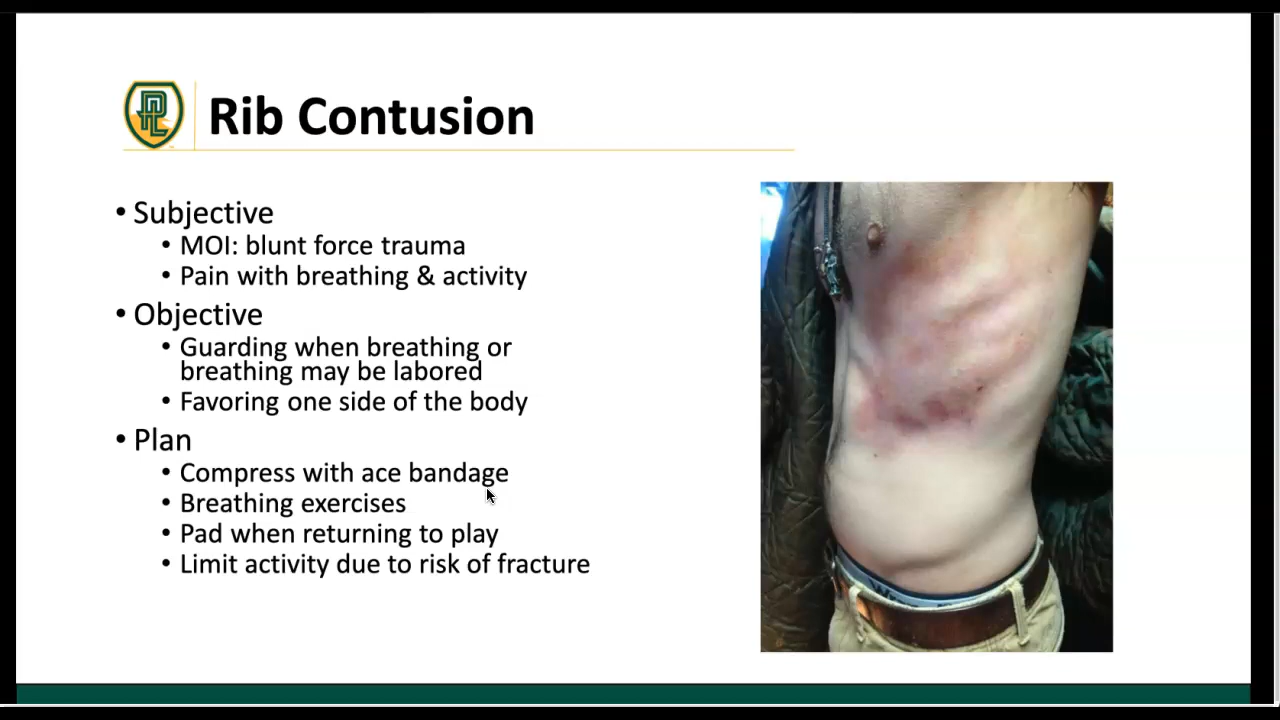 Rib Contusion
• Subjective
• MOI: blunt force trauma
• Pain with breathing & activity
• Objective
• Guarding when breathing or
breathing may be labored
• Favoring one side of the body
• Plan
• Compress with ace bandage
• Breathing exercises
• Pad when returning to play
• Limit activity due to risk of fracture